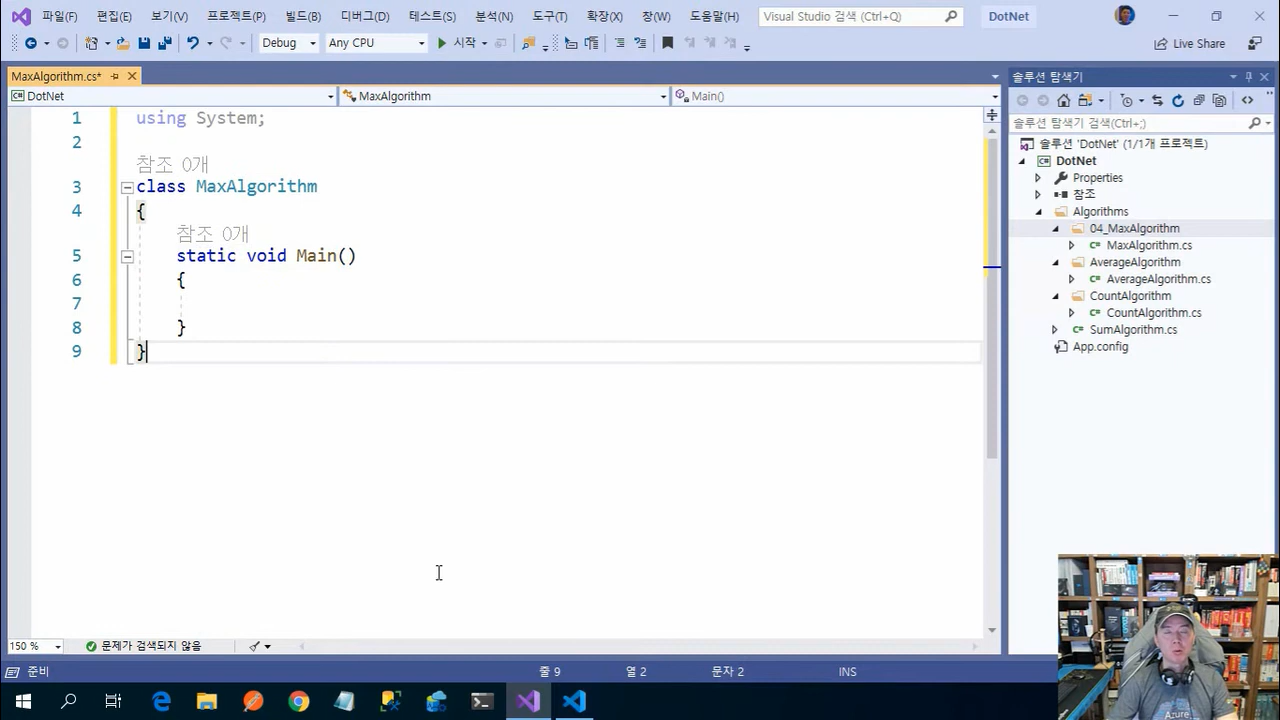 파일(F) 편집(E) 보기(V) 프로젝트(P) 빌드(B) 디버그(D) 테스트(S) 분석(N) 도구(T) 확장(X) 창(W) 도움말(H) Visual Studio 검색 (Ctrl+Q) DotNet
Debug Any CPU 시작 Live Share
MaxAlgorithm.cs*
DotNet MaxAlgorithm Main()
1 using System;
2
참조 0개
3 class MaxAlgorithm
4 {
참조 0개
5 static void Main()
6 {
7
8 }
9 }
150 % 문제가 검색되지 않음
준비 줄 9 열 2 문자 2 INS
솔루션 탐색기
솔루션 탐색기 검색(Ctrl+;)
솔루션 'DotNet' (1/1개 프로젝트)
DotNet
Properties
참조
Algorithms
04_MaxAlgorithm
MaxAlgorithm.cs
AverageAlgorithm
AverageAlgorithm.cs
CountAlgorithm
CountAlgorithm.cs
SumAlgorithm.cs
App.config
Azure